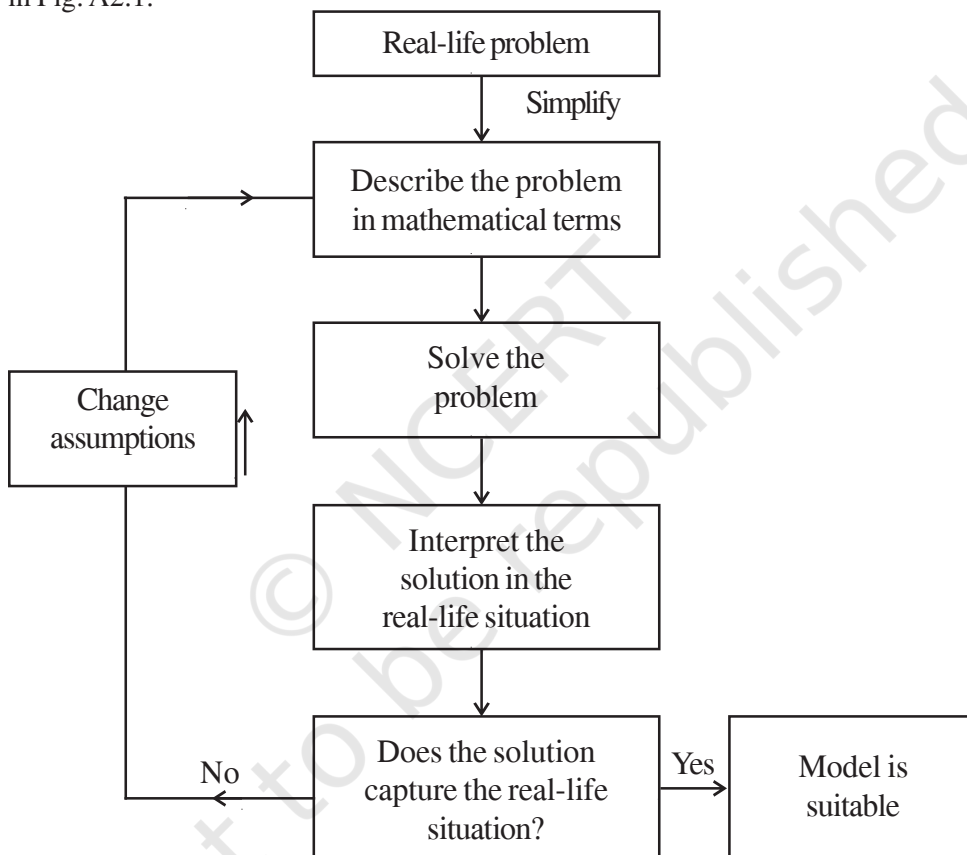 in Fig. A2.1.
Real-life problem
Simplify
Describe the problem
in mathematical terms
Solve the
problem
Change
assumptions
Interpret the
solution in the
real-life situation
Does the solution
capture the real-life
situation?
No
Yes
Model is
suitable
© NCERT
not to be republished